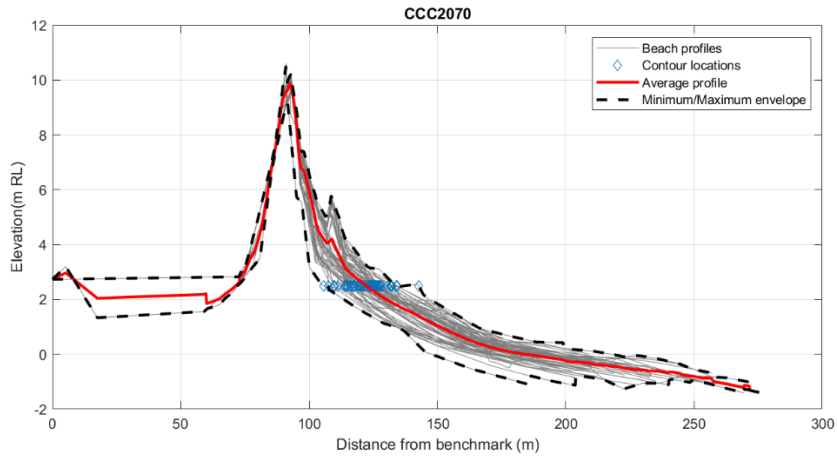 CCC2070
Beach profiles
Contour locations
Average profile
Minimum/Maximum envelope
Elevation(m RL)
12
10
8
6
4
2
0
-2
0
50
100
150
200
250
300
Distance from benchmark (m)